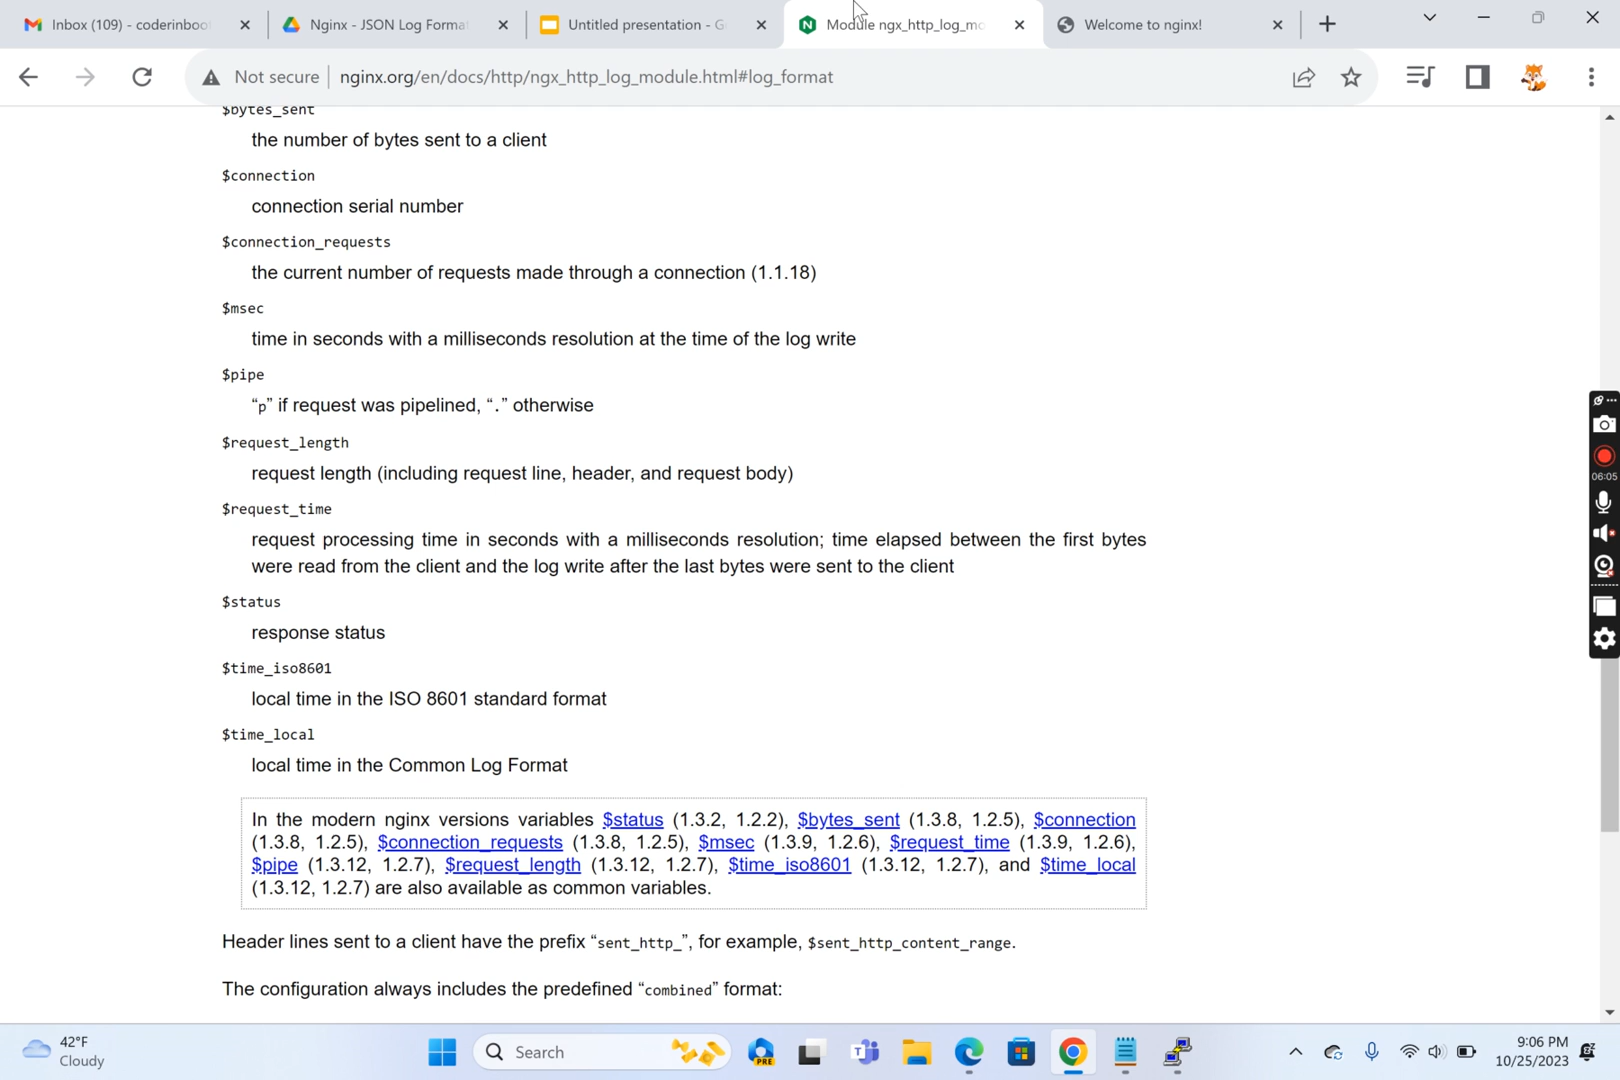 Inbox (109) - coderinboo
Nginx - JSON Log Forma
Untitled presentation - G
Module ngx_http_log_mo
Welcome to nginx!
Not secure
nginx.org/en/docs/http/ngx_http_log_module.html#log_format
$bytes_sent
the number of bytes sent to a client
$connection
connection serial number
$connection_requests
the current number of requests made through a connection (1.1.18)
$msec
time in seconds with a milliseconds resolution at the time of the log write
$pipe
“p” if request was pipelined, “.” otherwise
$request_length
request length (including request line, header, and request body)
$request_time
request processing time in seconds with a milliseconds resolution; time elapsed between the first bytes
were read from the client and the log write after the last bytes were sent to the client
$status
response status
$time_iso8601
local time in the ISO 8601 standard format
$time_local
local time in the Common Log Format
In the modern nginx versions variables $status (1.3.2, 1.2.2), $bytes_sent (1.3.8, 1.2.5), $connection
(1.3.8, 1.2.5), $connection_requests (1.3.8, 1.2.5), $msec (1.3.9, 1.2.6), $request_time (1.3.9, 1.2.6),
$pipe (1.3.12, 1.2.7), $request_length (1.3.12, 1.2.7), $time_iso8601 (1.3.12, 1.2.7), and $time_local
(1.3.12, 1.2.7) are also available as common variables.
Header lines sent to a client have the prefix “sent_http_”, for example, $sent_http_content_range.
The configuration always includes the predefined “combined” format:
06:05
42°F
Cloudy
Search
PRE
9:06 PM
10/25/2023